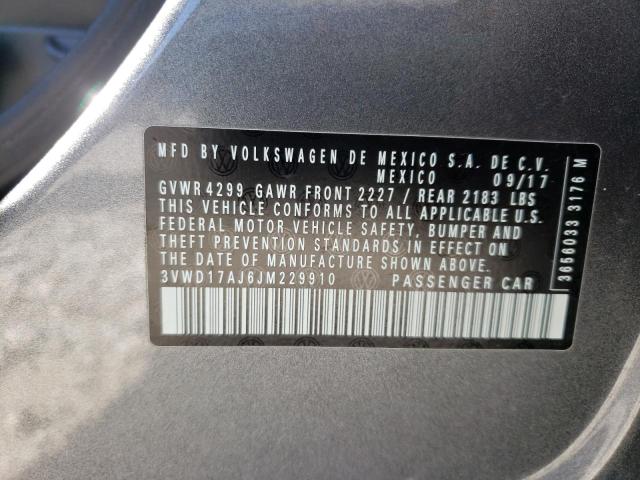 MFD BY VOLKSWAGEN DE MEXICO S.A. DE C.V.
MEXICO 09/17
GVWR 4299 GAWR FRONT 2227 / REAR 2183 LBS
THIS VEHICLE CONFORMS TO ALL APPLICABLE U.S.
FEDERAL MOTOR VEHICLE SAFETY, BUMPER AND
THEFT PREVENTION STANDARDS IN EFFECT ON
THE DATE OF MANUFACTURE SHOWN ABOVE.
3VWD17AJ6JM229910 PASSENGER CAR
3656033 3176 M